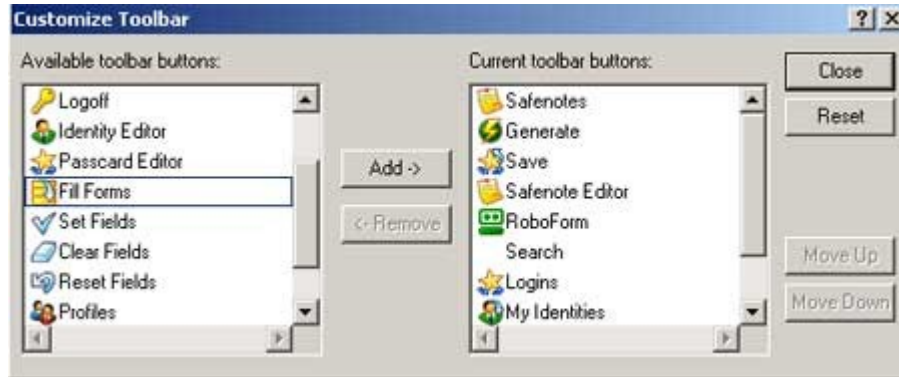 Customize Toolbar
Available toolbar buttons:
Logoff
Identity Editor
Passcard Editor
Fill Forms
Set Fields
Clear Fields
Reset Fields
Profiles
Add ->
<- Remove
Current toolbar buttons:
Safenotes
Generate
Save
Safenote Editor
RoboForm
Search
Logins
My Identities
Close
Reset
Move Up
Move Down